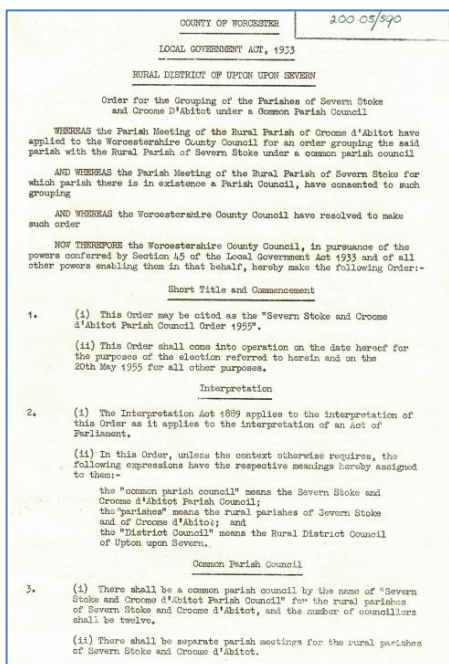 COUNTY OF WORCESTER
200.05/590
LOCAL GOVERNMENT ACT, 1933
RURAL DISTRICT OF UPTON UPON SEVERN
Order for the Grouping of the Parishes of Severn Stoke
and Croome D'Abitot under a Common Parish Council
WHEREAS the Parish Meeting of the Rural Parish of Croome d'Abitot have
applied to the Worcestershire County Council for an order grouping the said
parish with the Rural Parish of Severn Stoke under a common parish council
AND WHEREAS the Parish Meeting of the Rural Parish of Severn Stoke for
which parish there is in existence a Parish Council, have consented to such
grouping
AND WHEREAS the Worcestershire County Council have resolved to make
such order
NOW THEREFORE the Worcestershire County Council, in pursuance of the
powers conferred by Section 45 of the Local Government Act 1933 and of all
other powers enabling them in that behalf, hereby make the following Order:-
Short Title and Commencement
1. (i) This Order may be cited as the "Severn Stoke and Croome
d'Abitot Parish Council Order 1955".
(ii) This Order shall come into operation on the date hereof for
the purposes of the election referred to herein and on the
20th May 1955 for all other purposes.
Interpretation
2. (i) The Interpretation Act 1889 applies to the interpretation of
this Order as it applies to the interpretation of an Act of
Parliament.
(ii) In this Order, unless the context otherwise requires, the
following expressions have the respective meanings hereby assigned
to them:-
the "common parish council" means the Severn Stoke and
Croome d'Abitot Parish Council;
the "parishes" means the rural parishes of Severn Stoke
and of Croome d'Abitot; and
the "District Council" means the Rural District Council
of Upton upon Severn.
Common Parish Council
3. (i) There shall be a common parish council by the name of "Severn
Stoke and Croome d'Abitot Parish Council" for the rural parishes
of Severn Stoke and Croome d'Abitot, and the number of councillors
shall be twelve.
(ii) There shall be separate parish meetings for the rural parishes
of Severn Stoke and Croome d'Abitot.